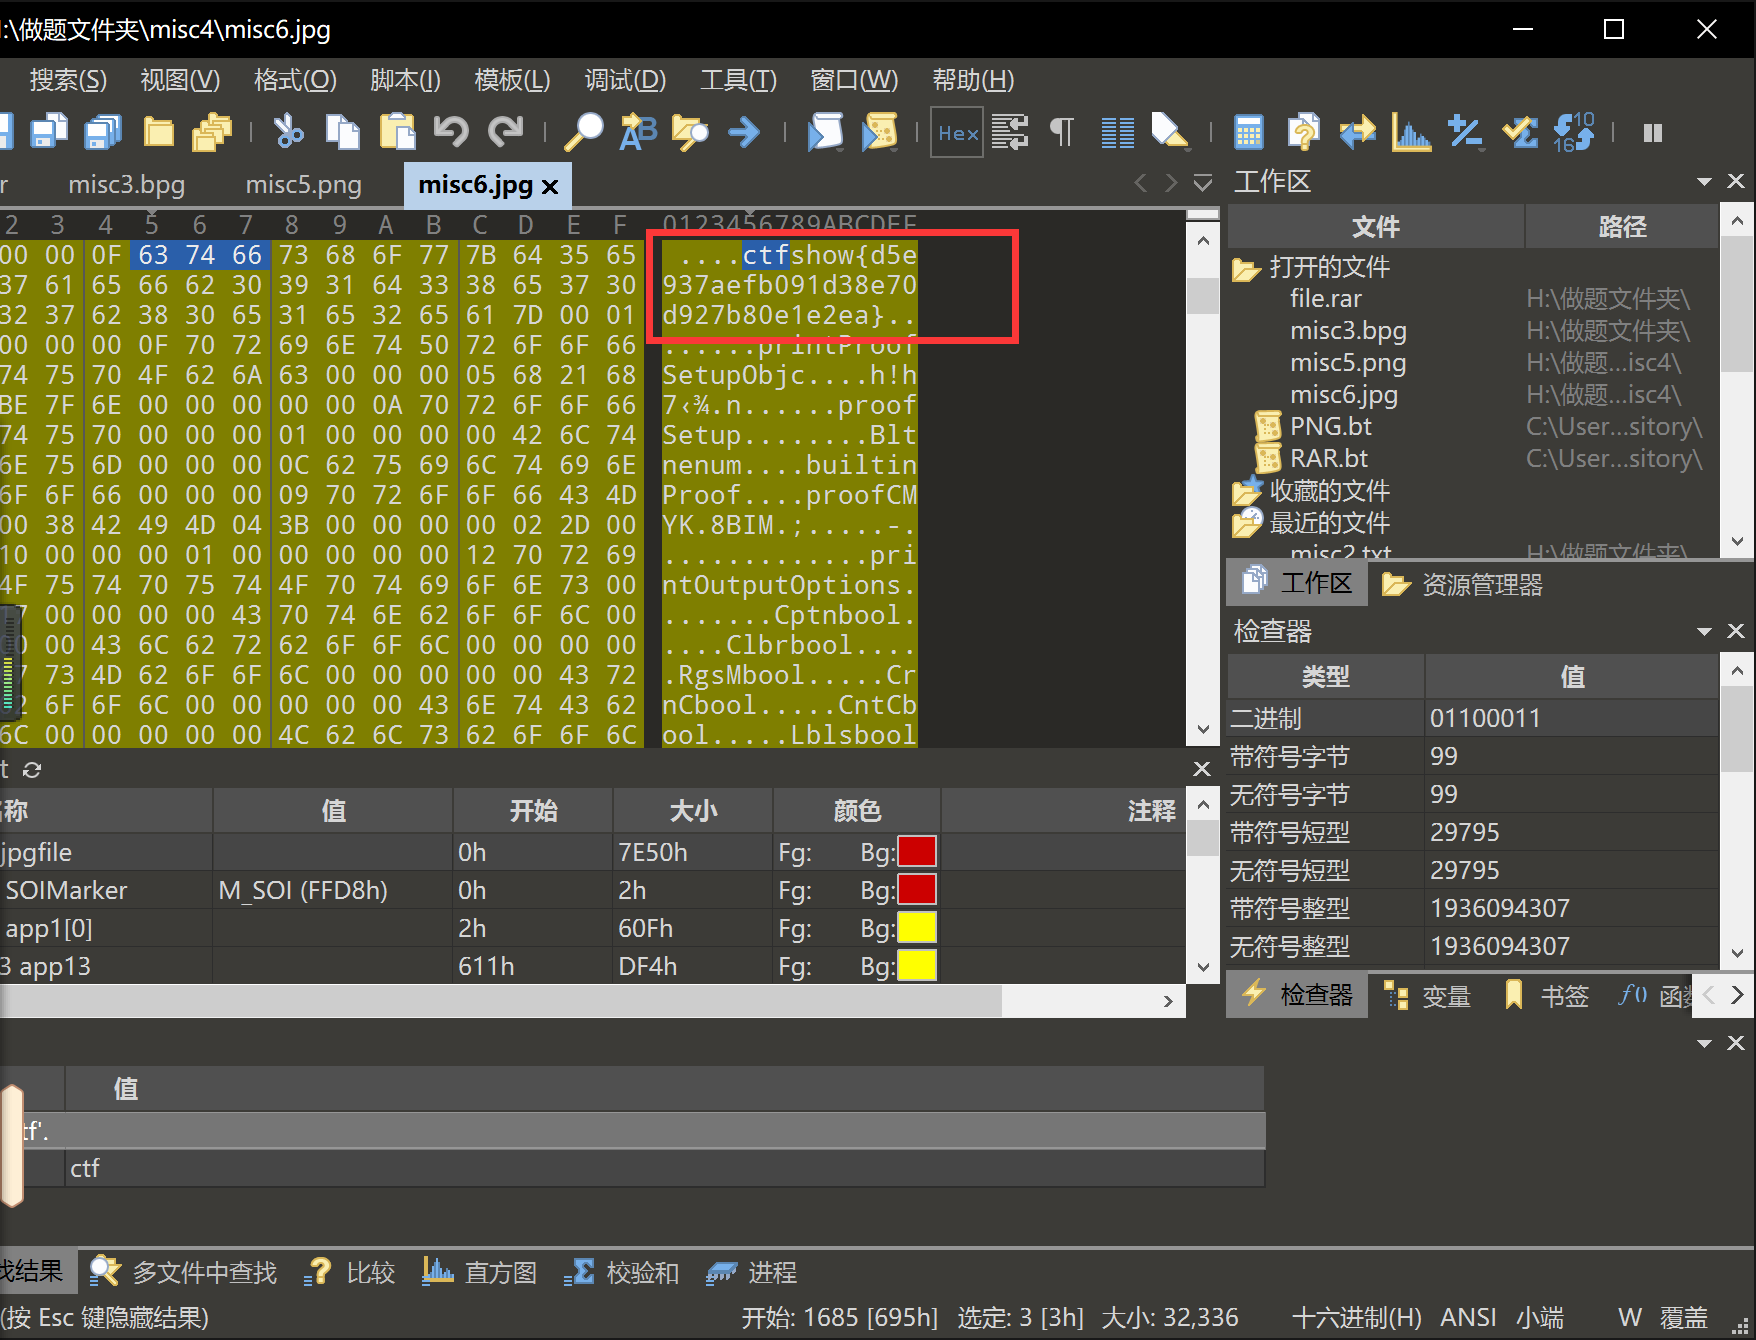 :\做题文件夹\misc4\misc6.jpg
搜索(S) 视图(V) 格式(O) 脚本(I) 模板(L) 调试(D) 工具(T) 窗口(W) 帮助(H)
Hex
r misc3.bpg misc5.png misc6.jpg
2 3 4 5 6 7 8 9 A B C D E F 0123456789ABCDEF
00 00 0F 63 74 66 73 68 6F 77 7B 64 35 65 ....ctfshow{d5e
37 61 65 66 62 30 39 31 64 33 38 65 37 30 937aefb091d38e70
32 37 62 38 30 65 31 65 32 65 61 7D 00 01 d927b80e1e2ea}..
00 00 00 0F 70 72 69 6E 74 50 72 6F 6F 66 ......printProof
74 75 70 4F 62 6A 63 00 00 00 05 68 21 68 SetupObjc....h!h
BE 7F 6E 00 00 00 00 00 0A 70 72 6F 6F 66 7‹¾.n......proof
74 75 70 00 00 00 01 00 00 00 00 42 6C 74 Setup........Blt
6E 75 6D 00 00 00 0C 62 75 69 6C 74 69 6E nenum....builtin
6F 6F 66 00 00 00 09 70 72 6F 6F 66 43 4D Proof....proofCM
00 38 42 49 4D 04 3B 00 00 00 00 02 2D 00 YK.8BIM.;.....-.
10 00 00 00 01 00 00 00 00 00 12 70 72 69 .............pri
4F 75 74 70 75 74 4F 70 74 69 6F 6E 73 00 ntOutputOptions.
00 00 00 00 43 70 74 6E 62 6F 6F 6C 00 .......Cptnbool.
00 43 6C 62 72 62 6F 6F 6C 00 00 00 00 ....Clbrbool....
73 4D 62 6F 6F 6C 00 00 00 00 00 43 72 .RgsMbool.....Cr
6F 6F 6C 00 00 00 00 00 43 6E 74 43 62 nCbool.....CntCb
6C 00 00 00 00 00 4C 62 6C 73 62 6F 6F 6C ool.....Lblsbool
工作区
文件 路径
打开的文件
file.rar H:\做题文件夹\
misc3.bpg H:\做题文件夹\
misc5.png H:\做题...isc4\
misc6.jpg H:\做题...isc4\
PNG.bt C:\User...sitory\
RAR.bt C:\User...sitory\
收藏的文件
最近的文件
misc2.txt H:\做题文件夹\
工作区 资源管理器
检查器
类型 值
二进制 01100011
带符号字节 99
无符号字节 99
带符号短型 29795
无符号短型 29795
带符号整型 1936094307
无符号整型 1936094307
检查器 变量 书签 f() 函数
t
名称 值 开始 大小 颜色 注释
jpgfile 0h 7E50h Fg: Bg:
SOIMarker M_SOI (FFD8h) 0h 2h Fg: Bg:
app1[0] 2h 60Fh Fg: Bg:
3 app13 611h DF4h Fg: Bg:
值
tf'.
ctf
找结果 多文件中查找 比较 直方图 校验和 进程
(按 Esc 键隐藏结果) 开始: 1685 [695h] 选定: 3 [3h] 大小: 32,336 十六进制(H) ANSI 小端 W 覆盖